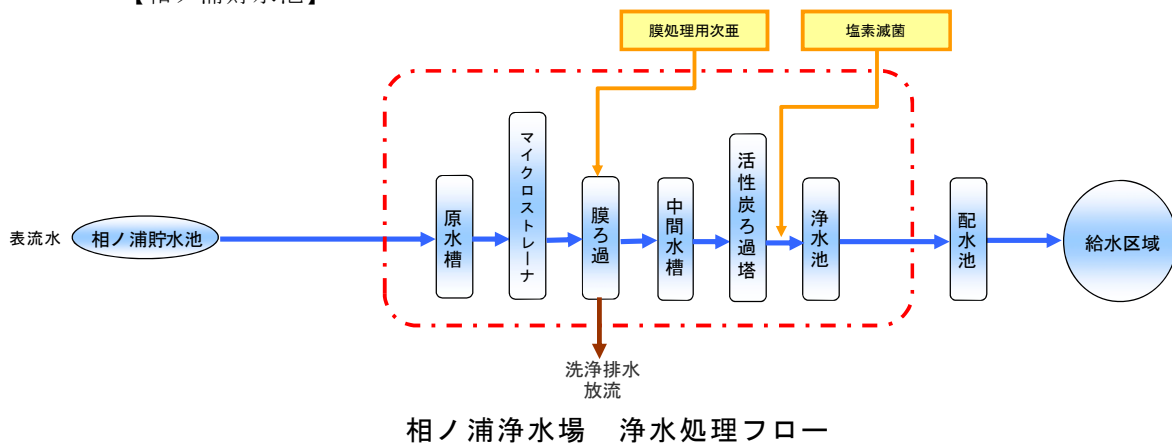 【相ノ浦貯水池】
膜処理用次亜
塩素滅菌
表流水
相ノ浦貯水池
原水槽
マイクロストレーナ
膜ろ過
中間水槽
活性炭ろ過塔
浄水池
配水池
給水区域
洗浄排水
放流
相ノ浦浄水場　浄水処理フロー